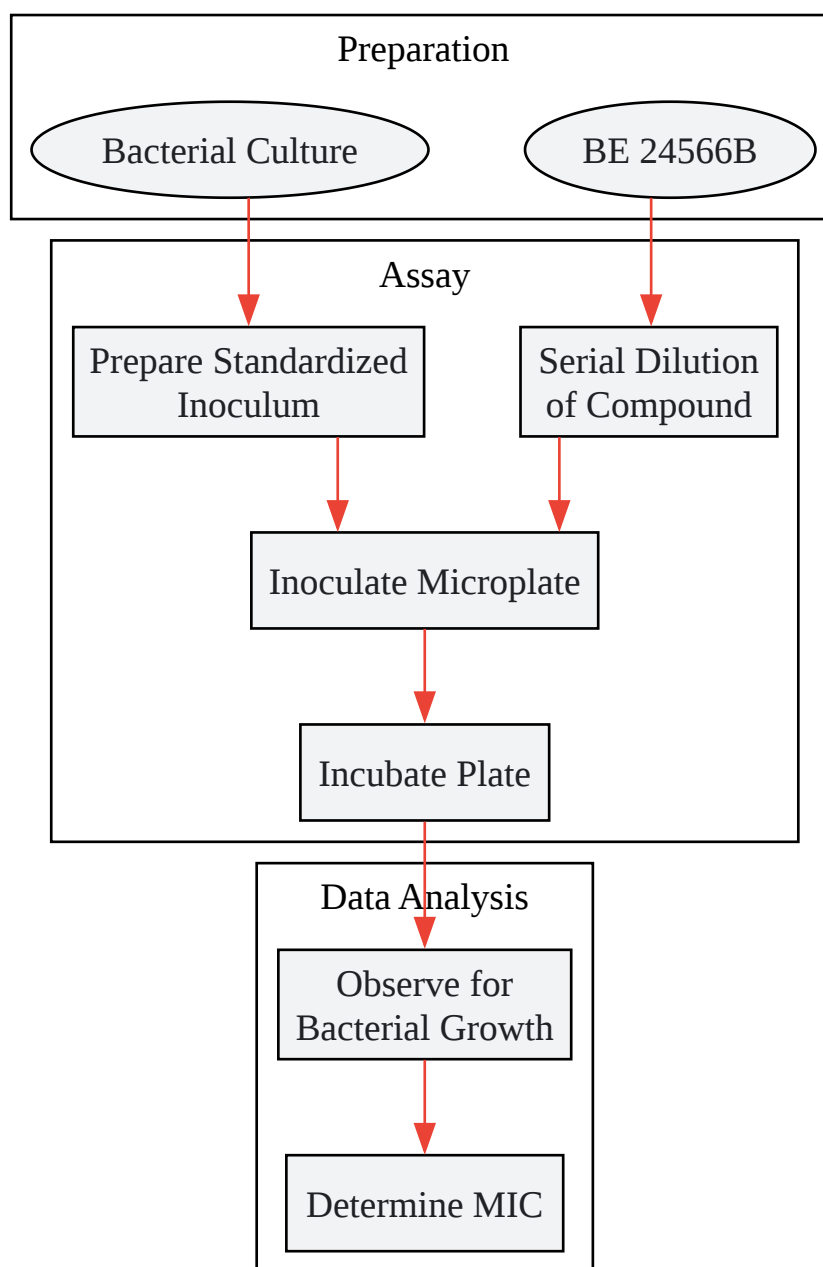 Preparation
Bacterial Culture
BE 24566B
Assay
Prepare Standardized
Inoculum
Serial Dilution
of Compound
Inoculate Microplate
Incubate Plate
Data Analysis
Observe for
Bacterial Growth
Determine MIC